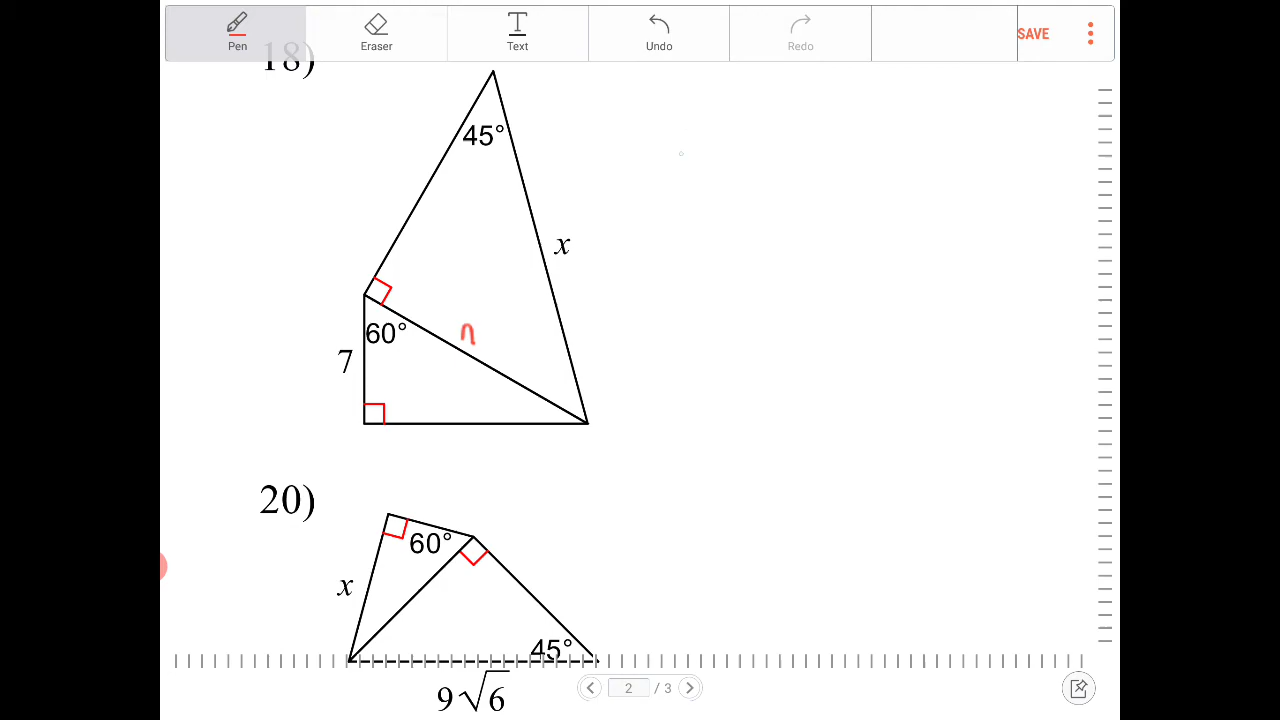 Pen Eraser Text Undo Redo SAVE
18)
45°
x
60°
n
7
20)
60°
x
45°
9√6
2 / 3